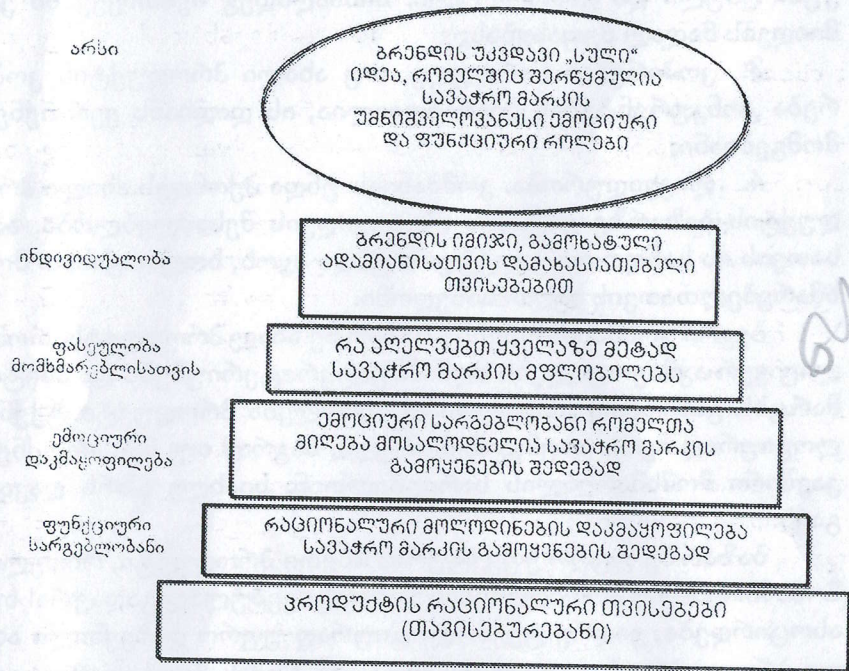 არსი
ბრენდის უკვდავი „სული“
იდეა, რომელშიც შერწყმულია
სავაჭრო მარკის
უმნიშვნელოვანესი ემოციური
და ფუნქციური როლები
ინდივიდუალობა
ბრენდის იმიჯი, გამოხატული
ადამიანისათვის დამახასიათებელი
თვისებებით
ფასეულობა
მომხმარებლისათვის
რა აღელვებთ ყველაზე მეტად
სავაჭრო მარკის მფლობელებს
ემოციური
დაკმაყოფილება
ემოციური სარგებლობანი რომელთა
მიღება მოსალოდნელია სავაჭრო მარკის
გამოყენების შედეგად
ფუნქციური
სარგებლობანი
რაციონალური მოლოდინების დაკმაყოფილება
სავაჭრო მარკის გამოყენების შედეგად
პროდუქტის რაციონალური თვისებები
(თავისებურებანი)